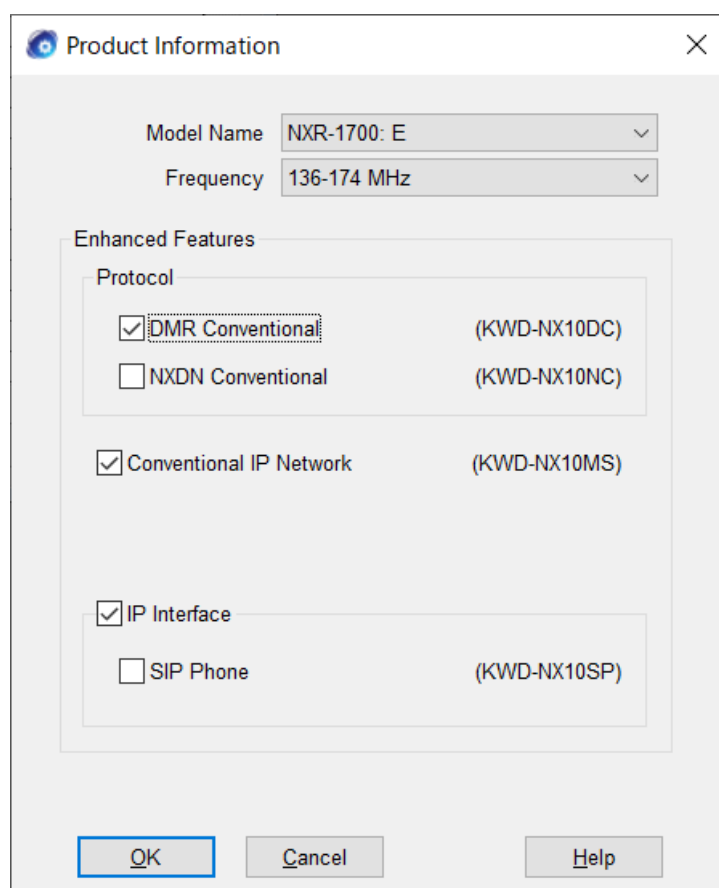 Product Information
Model Name NXR-1700: E
Frequency 136-174 MHz
Enhanced Features
Protocol
DMR Conventional (KWD-NX10DC)
NXDN Conventional (KWD-NX10NC)
Conventional IP Network (KWD-NX10MS)
IP Interface
SIP Phone (KWD-NX10SP)
OK Cancel Help